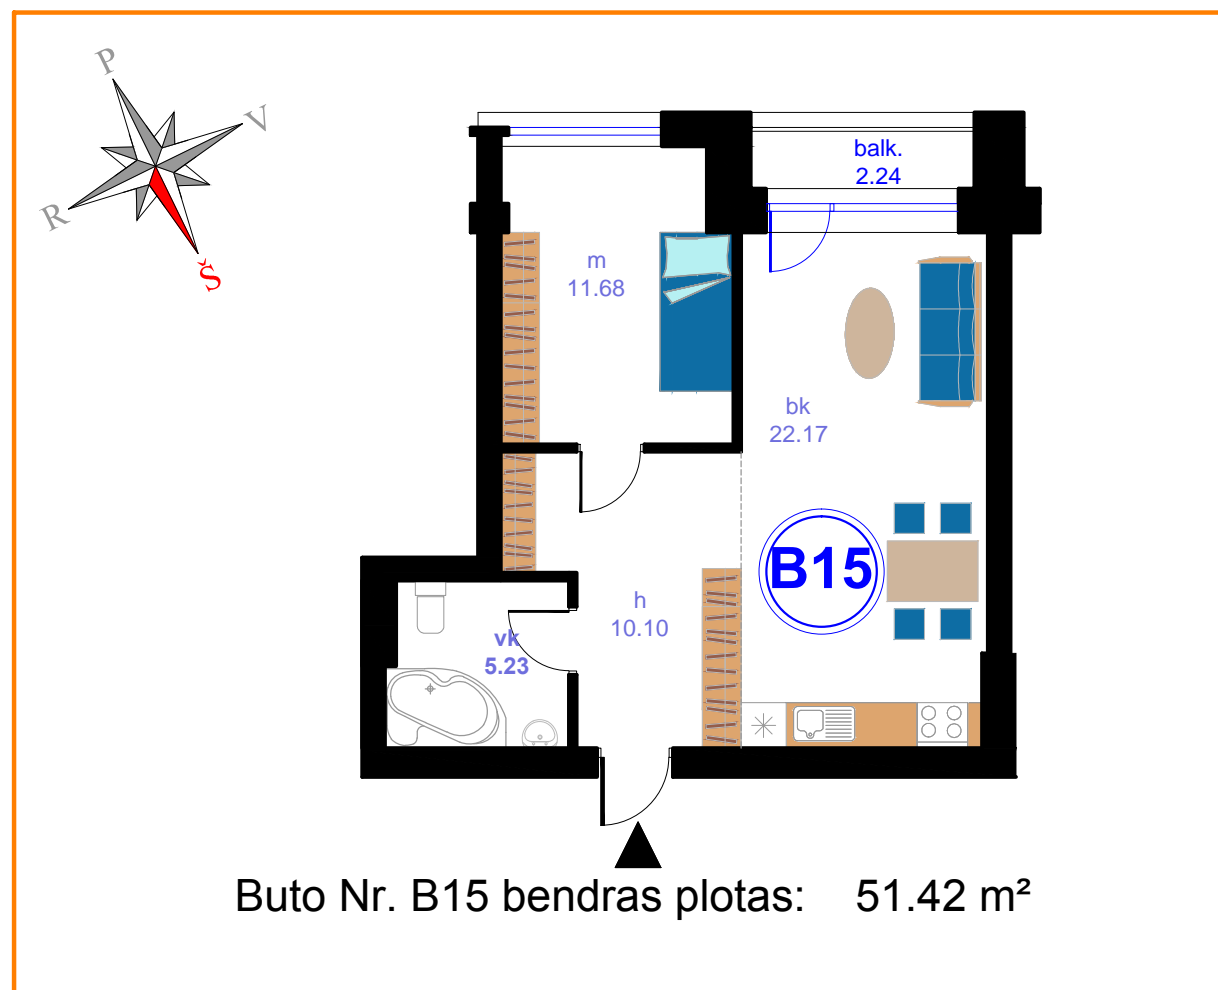 P
V
R
Š
balk.
2.24
m
11.68
bk
22.17
B15
h
10.10
vk
5.23
Buto Nr. B15 bendras plotas: 51.42 m²